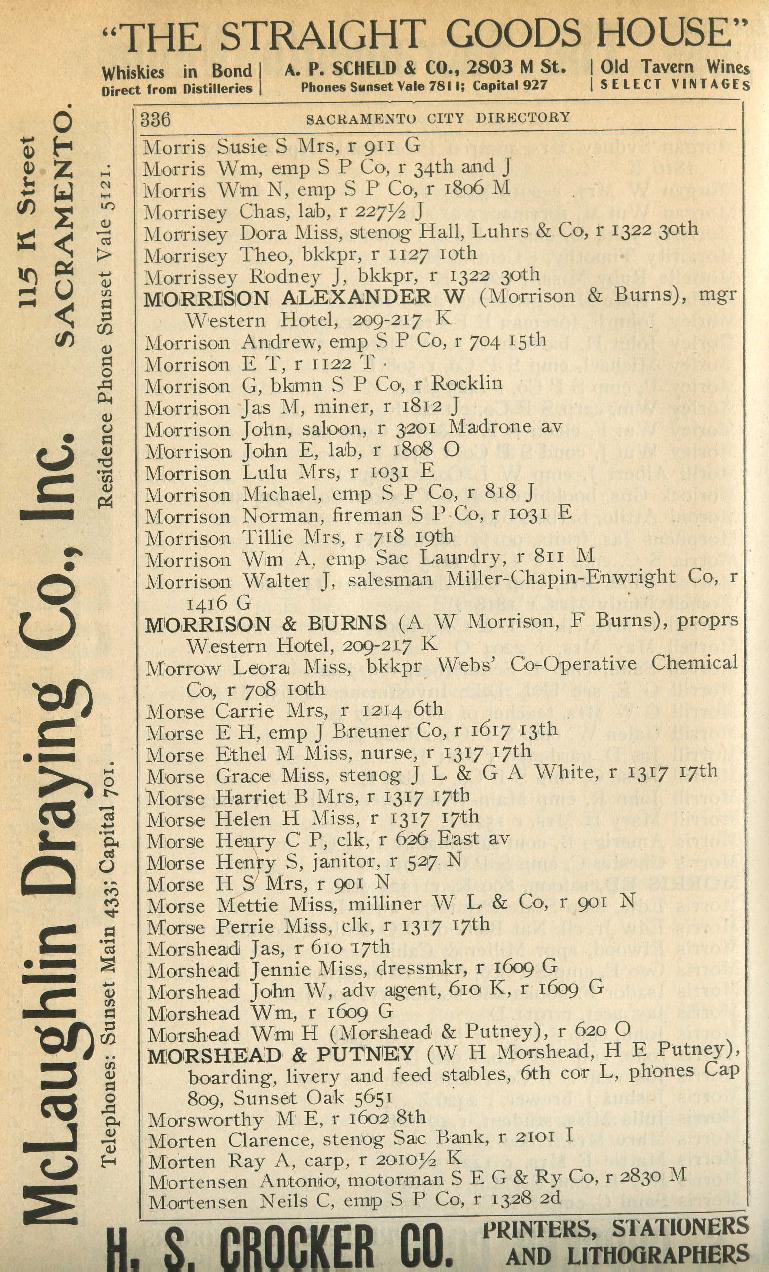 "THE STRAIGHT GOODS HOUSE"
Whiskies in Bond | A. P. SCHELD & CO., 2803 M St. | Old Tavern Wines
Direct from Distilleries | Phones Sunset Vale 7811; Capital 927 | SELECT VINTAGES
336 SACRAMENTO CITY DIRECTORY
Morris Susie S Mrs, r 911 G
Morris Wm, emp S P Co, r 34th and J
Morris Wm N, emp S P Co, r 1806 M
Morrisey Chas, lab, r 227½ J
Morrisey Dora Miss, stenog Hall, Luhrs & Co, r 1322 30th
Morrisey Theo, bkkpr, r 1127 10th
Morrissey Rodney J, bkkpr, r 1322 30th
MORRISON ALEXANDER W (Morrison & Burns), mgr
Western Hotel, 209-217 K
Morrison Andrew, emp S P Co, r 704 15th
Morrison E T, r 1122 T
Morrison G, bkmn S P Co, r Rocklin
Morrison Jas M, miner, r 1812 J
Morrison John, saloon, r 3201 Madrone av
Morrison John E, lab, r 1808 O
Morrison Lulu Mrs, r 1031 E
Morrison Michael, emp S P Co, r 818 J
Morrison Norman, fireman S P Co, r 1031 E
Morrison Tillie Mrs, r 718 19th
Morrison Wm A, emp Sac Laundry, r 811 M
Morrison Walter J, salesman Miller-Chapin-Enwright Co, r
1416 G
MORRISON & BURNS (A W Morrison, F Burns), proprs
Western Hotel, 209-217 K
Morrow Leora Miss, bkkpr Webs' Co-Operative Chemical
Co, r 708 10th
Morse Carrie Mrs, r 1214 6th
Morse E H, emp J Breuner Co, r 1617 13th
Morse Ethel M Miss, nurse, r 1317 17th
Morse Grace Miss, stenog J L & G A White, r 1317 17th
Morse Harriet B Mrs, r 1317 17th
Morse Helen H Miss, r 1317 17th
Morse Henry C P, clk, r 626 East av
Morse Henry S, janitor, r 527 N
Morse H S Mrs, r 901 N
Morse Mettie Miss, milliner W L & Co, r 901 N
Morse Perrie Miss, clk, r 1317 17th
Morshead Jas, r 610 17th
Morshead Jennie Miss, dressmkr, r 1609 G
Morshead John W, adv agent, 610 K, r 1609 G
Morshead Wm, r 1609 G
Morshead Wm H (Morshead & Putney), r 620 O
MORSHEAD & PUTNEY (W H Morshead, H E Putney),
boarding, livery and feed stables, 6th cor L, phones Cap
809, Sunset Oak 5651
Morsworthy M E, r 1602 8th
Morten Clarence, stenog Sac Bank, r 2101 I
Morten Ray A, carp, r 2010½ K
Mortensen Antonio, motorman S E G & Ry Co, r 2830 M
Mortensen Neils C, emp S P Co, r 1328 2d
McLaughlin Draying Co., Inc.
115 K Street
SACRAMENTO.
Telephones: Sunset Main 433; Capital 701.
Residence Phone Sunset Vale 5121.
H. S. CROCKER CO.
PRINTERS, STATIONERS
AND LITHOGRAPHERS